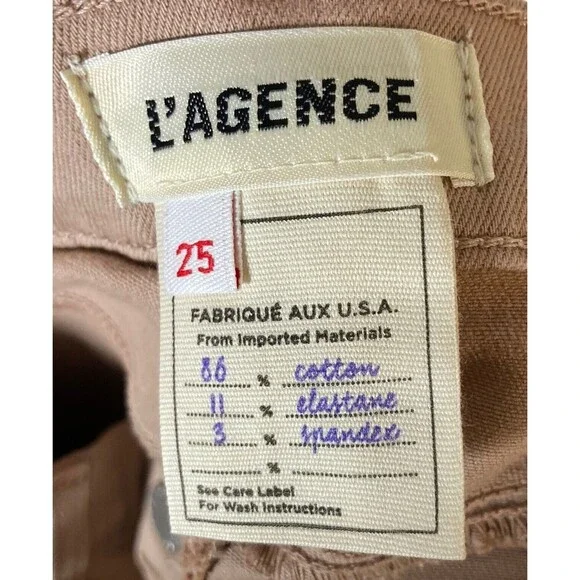 L'AGENCE
25
FABRIQUÉ AUX U.S.A.
From Imported Materials
86 % cotton
11 % elastane
3 % spandex
%
See Care Label
For Wash Instructions